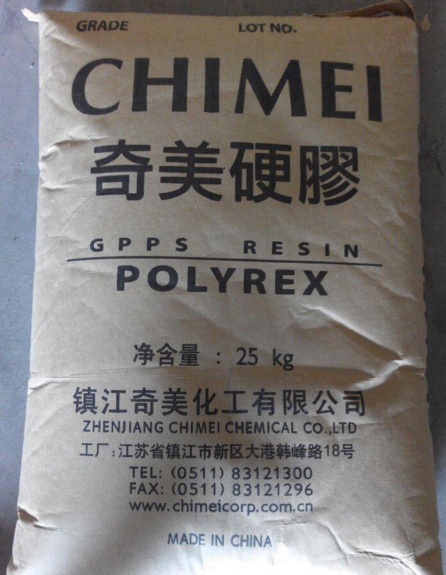 GRADE LOT NO.
CHIMEI
奇美硬膠
GPPS RESIN
POLYREX
净含量 : 25 kg
镇江奇美化工有限公司
ZHENJIANG CHIMEI CHEMICAL CO.,LTD
工厂:江苏省镇江市新区大港韩峰路18号
TEL: (0511) 83121300
FAX: (0511) 83121296
www.chimeicorp.com.cn
MADE IN CHINA